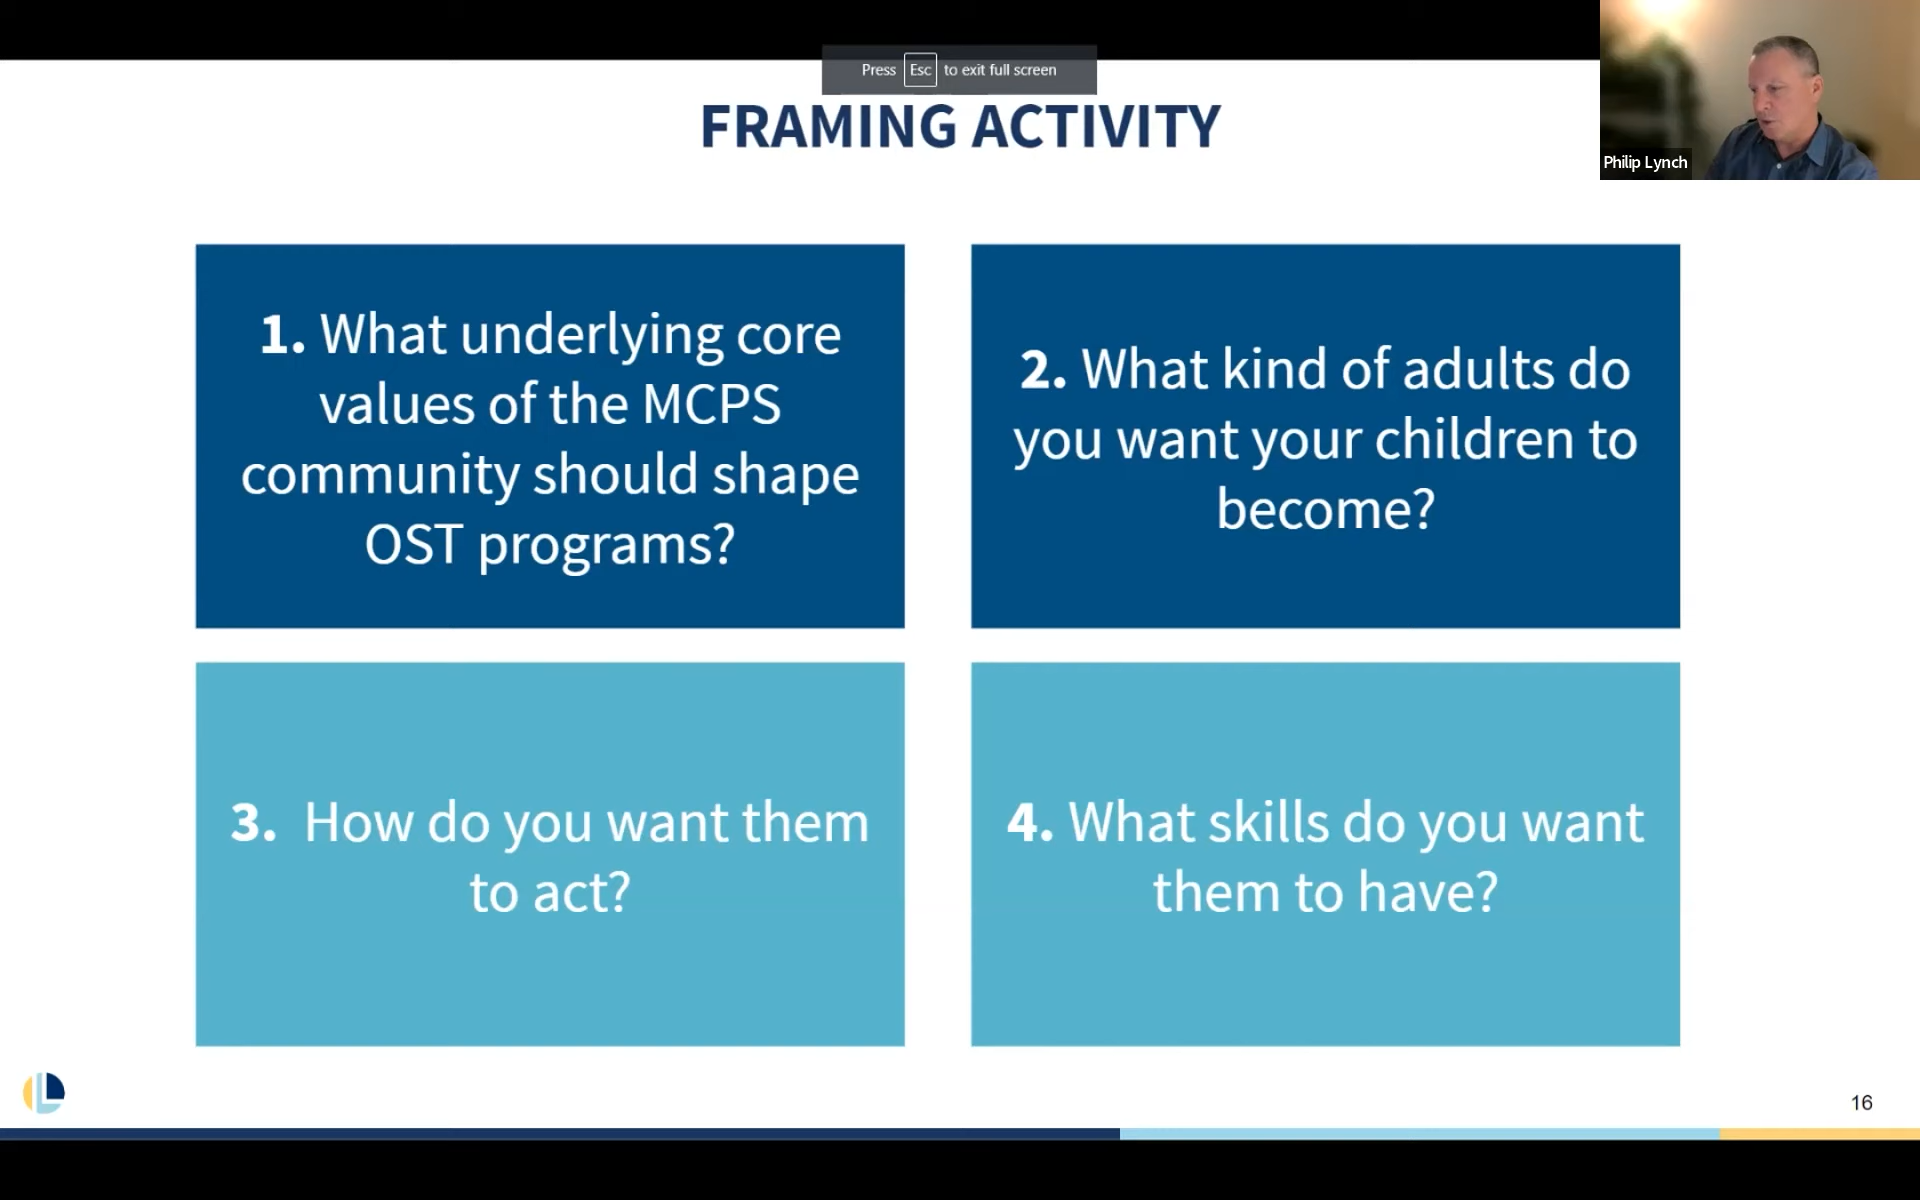 Press Esc to exit full screen
FRAMING ACTIVITY
Philip Lynch
1. What underlying core
values of the MCPS
community should shape
OST programs?
2. What kind of adults do
you want your children to
become?
3. How do you want them
to act?
4. What skills do you want
them to have?
16